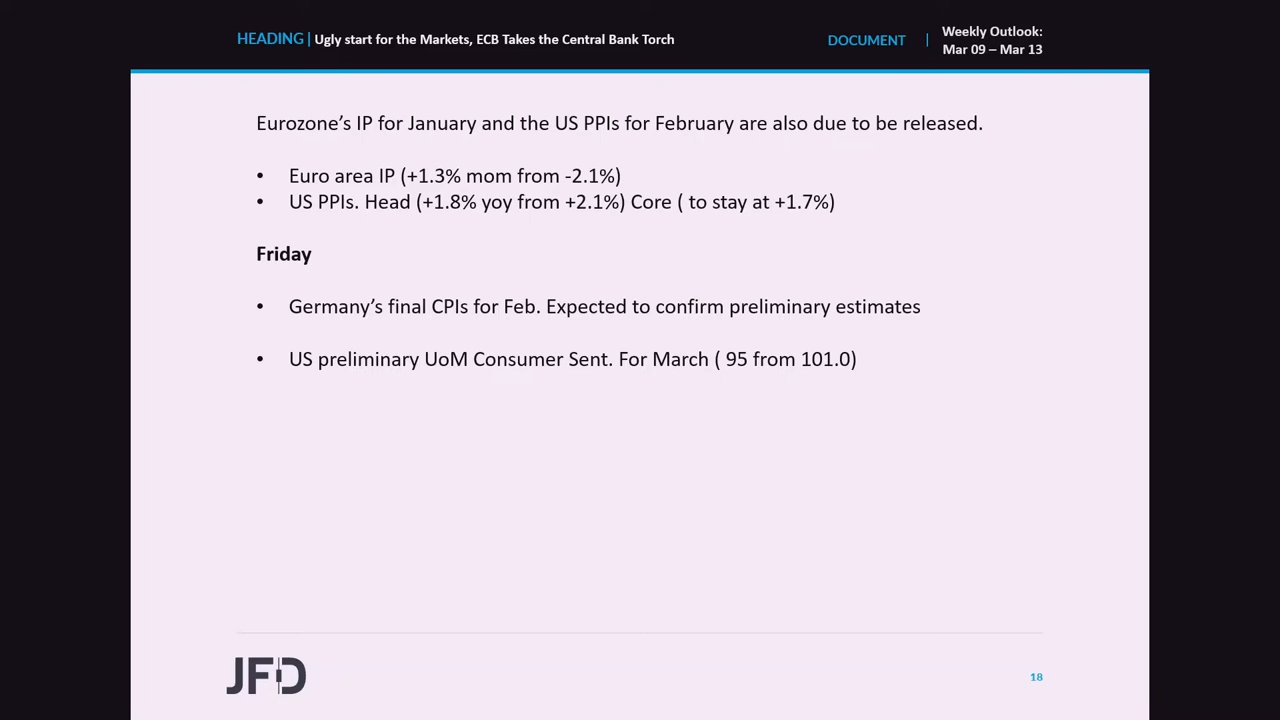 HEADING | Ugly start for the Markets, ECB Takes the Central Bank Torch
DOCUMENT | Weekly Outlook:
Mar 09 – Mar 13
Eurozone’s IP for January and the US PPIs for February are also due to be released.
• Euro area IP (+1.3% mom from -2.1%)
• US PPIs. Head (+1.8% yoy from +2.1%) Core ( to stay at +1.7%)
Friday
• Germany’s final CPIs for Feb. Expected to confirm preliminary estimates
• US preliminary UoM Consumer Sent. For March ( 95 from 101.0)
JFD
18